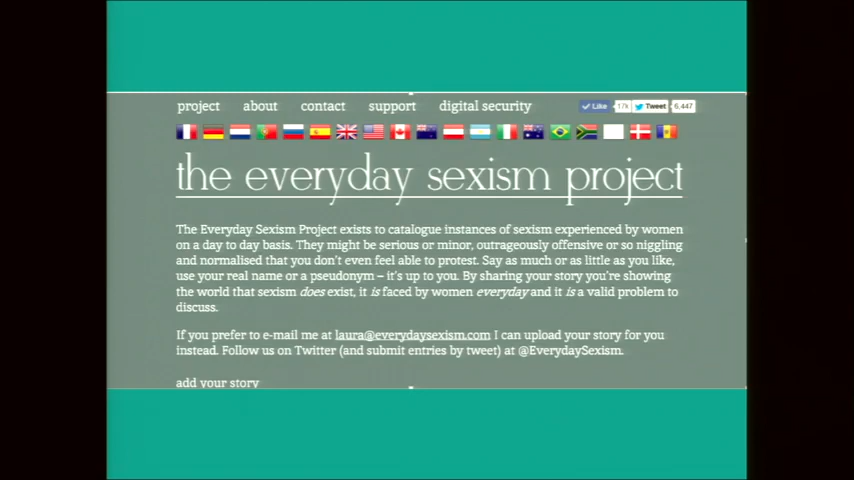 project about contact support digital security Like 17k Tweet 6,447
the everyday sexism project
The Everyday Sexism Project exists to catalogue instances of sexism experienced by women
on a day to day basis. They might be serious or minor, outrageously offensive or so niggling
and normalised that you don't even feel able to protest. Say as much or as little as you like,
use your real name or a pseudonym – it's up to you. By sharing your story you're showing
the world that sexism does exist, it is faced by women everyday and it is a valid problem to
discuss.
If you prefer to e-mail me at laura@everydaysexism.com I can upload your story for you
instead. Follow us on Twitter (and submit entries by tweet) at @EverydaySexism.
add your story